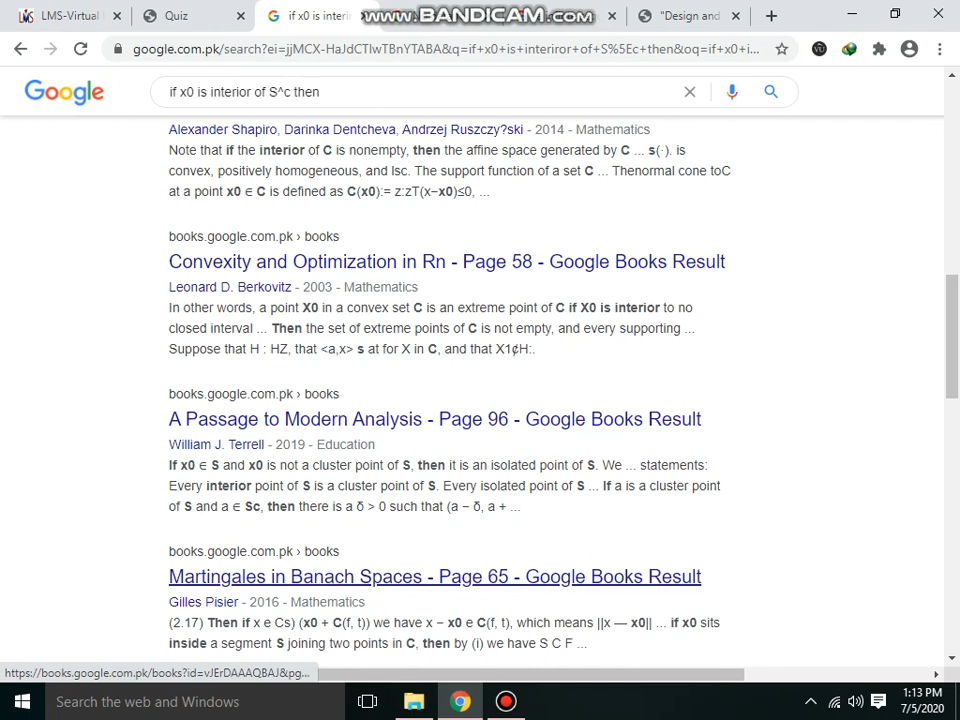 LMS-Virtual
Quiz
if x0 is interi
www.BANDICAM.com
"Design and
google.com.pk/search?ei=jjMCX-HaJdCTlwTBnYTABA&q=if+x0+is+interiror+of+S%5Ec+then&oq=if+x0+i...
Google
if x0 is interior of S^c then
Alexander Shapiro, Darinka Dentcheva, Andrzej Ruszczy?ski - 2014 - Mathematics
Note that if the interior of C is nonempty, then the affine space generated by C ... s(·). is
convex, positively homogeneous, and lsc. The support function of a set C ... Thenormal cone toC
at a point x0 ∈ C is defined as C(x0):= z:zT(x−x0)≤0, ...
books.google.com.pk › books
Convexity and Optimization in Rn - Page 58 - Google Books Result
Leonard D. Berkovitz - 2003 - Mathematics
In other words, a point X0 in a convex set C is an extreme point of C if X0 is interior to no
closed interval ... Then the set of extreme points of C is not empty, and every supporting ...
Suppose that H : HZ, that <a,x> s at for X in C, and that X1¢H:.
books.google.com.pk › books
A Passage to Modern Analysis - Page 96 - Google Books Result
William J. Terrell - 2019 - Education
If x0 ∈ S and x0 is not a cluster point of S, then it is an isolated point of S. We ... statements:
Every interior point of S is a cluster point of S. Every isolated point of S ... If a is a cluster point
of S and a ∈ Sc, then there is a δ > 0 such that (a − δ, a + ...
books.google.com.pk › books
Martingales in Banach Spaces - Page 65 - Google Books Result
Gilles Pisier - 2016 - Mathematics
(2.17) Then if x e Cs) (x0 + C(f, t)) we have x − x0 e C(f, t), which means ||x — x0|| ... if x0 sits
inside a segment S joining two points in C, then by (i) we have S C F ...
https://books.google.com.pk/books?id=vJErDAAAQBAJ&pg...
Search the web and Windows
1:13 PM
7/5/2020